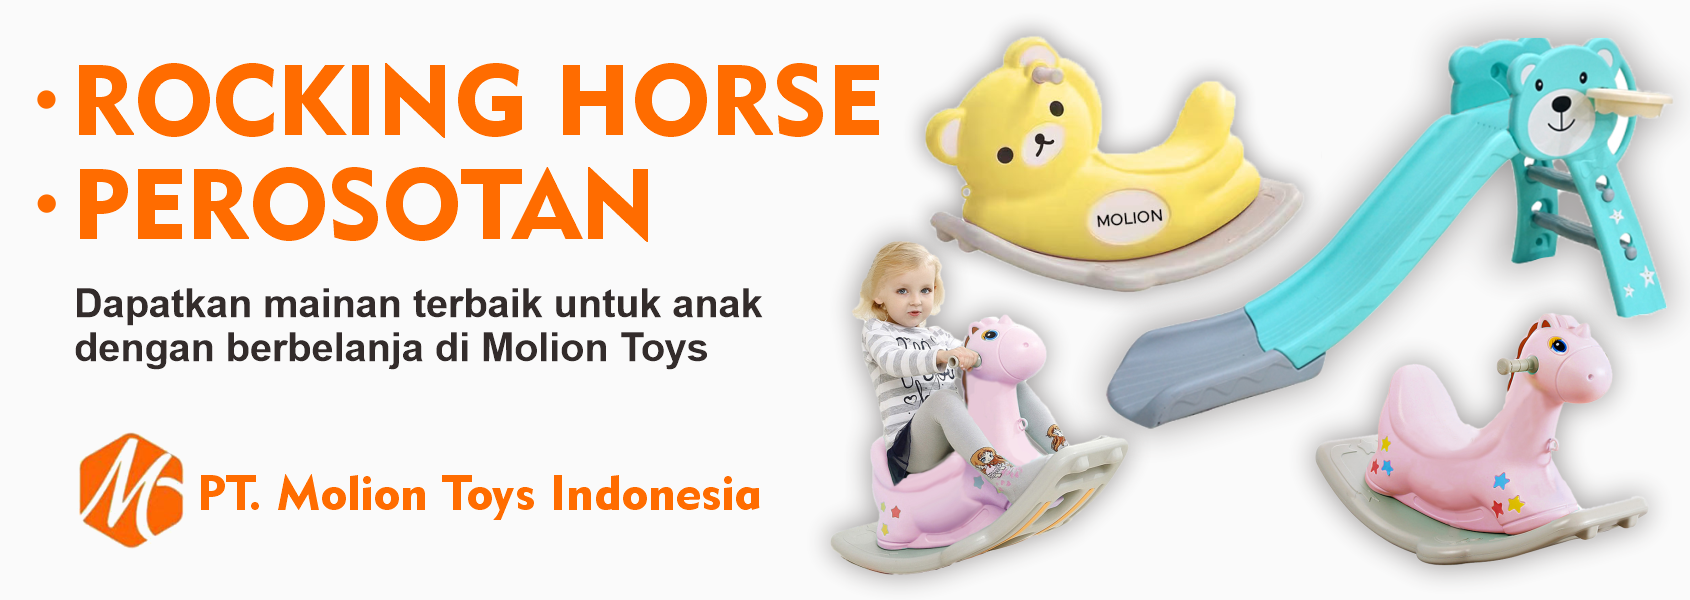 • ROCKING HORSE
• PEROSOTAN
Dapatkan mainan terbaik untuk anak
dengan berbelanja di Molion Toys
PT. Molion Toys Indonesia
MOLION